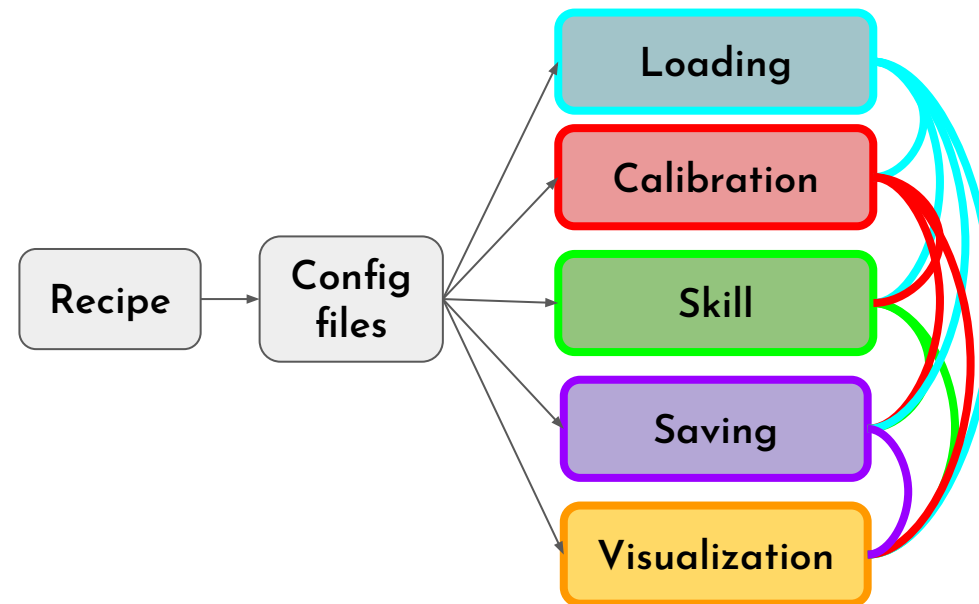 Recipe
Config
files
Loading
Calibration
Skill
Saving
Visualization